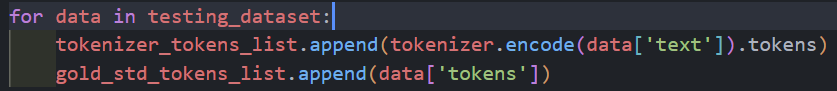 for data in testing_dataset:
    tokenizer_tokens_list.append(tokenizer.encode(data['text']).tokens)
    gold_std_tokens_list.append(data['tokens'])